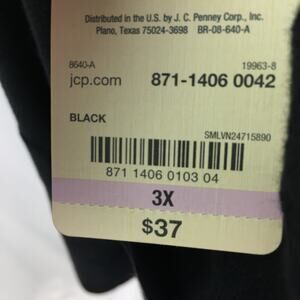 Distributed in the U.S. by J. C. Penney Corp., Inc.
Plano, Texas 75024-3698 BR-08-640-A
8640-A 19963-8
jcp.com 871-1406 0042
BLACK
SMLVN24715890
871 1406 0103 04
3X
$37